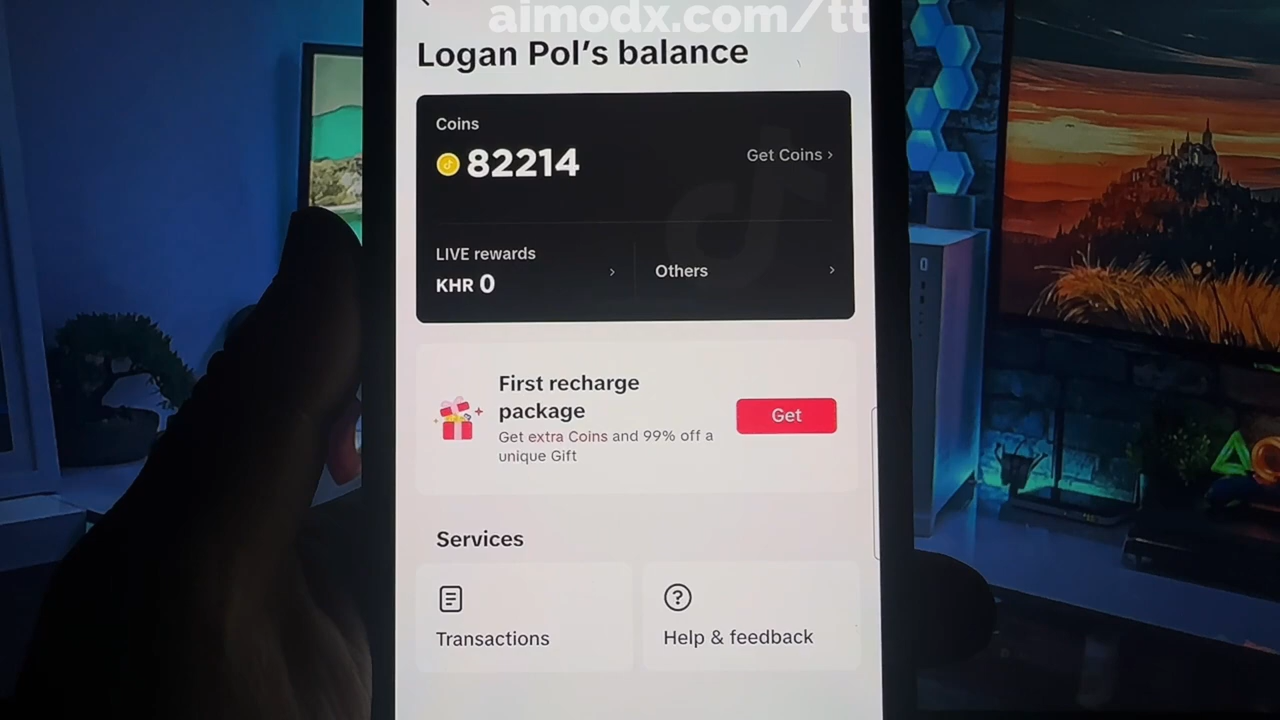 aimodx.com/tt
Logan Pol's balance
Coins
82214
Get Coins ›
LIVE rewards
KHR 0
›
Others ›
First recharge
package
Get extra Coins and 99% off a
unique Gift
Get
Services
Transactions
Help & feedback